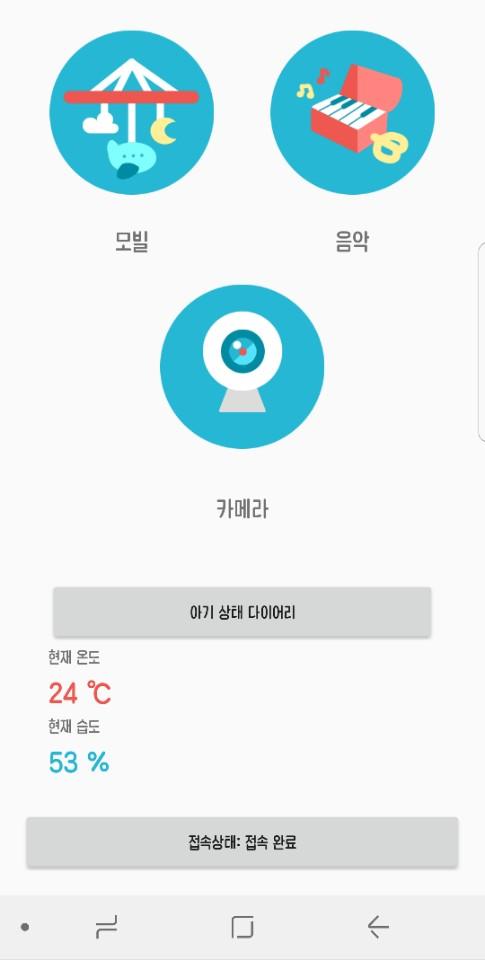 모빌
음악
카메라
아기 상태 다이어리
현재 온도
24 ℃
현재 습도
53 %
접속상태: 접속 완료